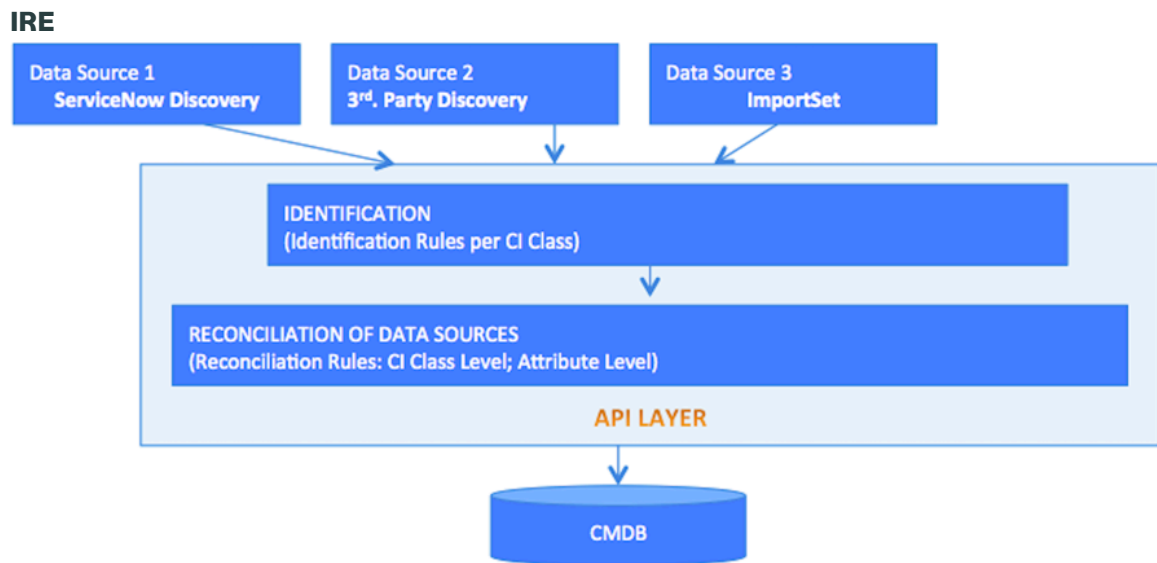 IRE
Data Source 1
ServiceNow Discovery
Data Source 2
3rd. Party Discovery
Data Source 3
ImportSet
IDENTIFICATION
(Identification Rules per CI Class)
RECONCILIATION OF DATA SOURCES
(Reconciliation Rules: CI Class Level; Attribute Level)
API LAYER
CMDB